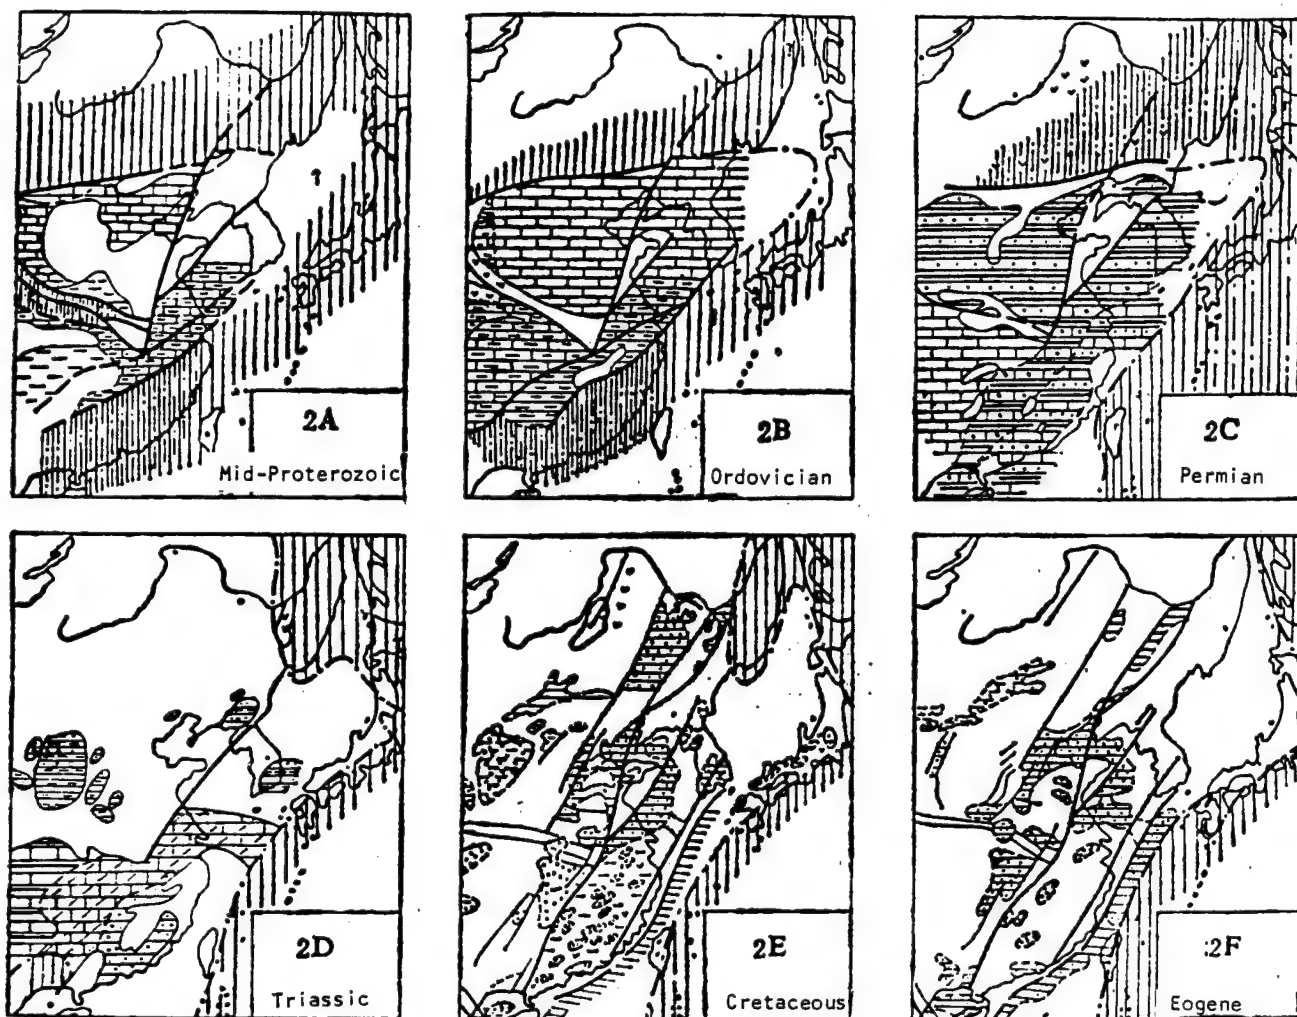 2A
Mid-Proterozoic
2B
Ordovician
2C
Permian
2D
Triassic
2E
Cretaceous
2F
Eogene
?